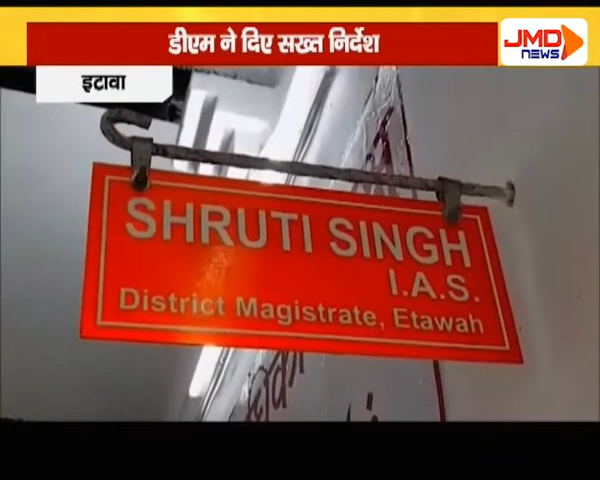 डीएम ने दिए सख्त निर्देश
JMD
NEWS
इटावा
SHRUTI SINGH
I.A.S.
District Magistrate, Etawah